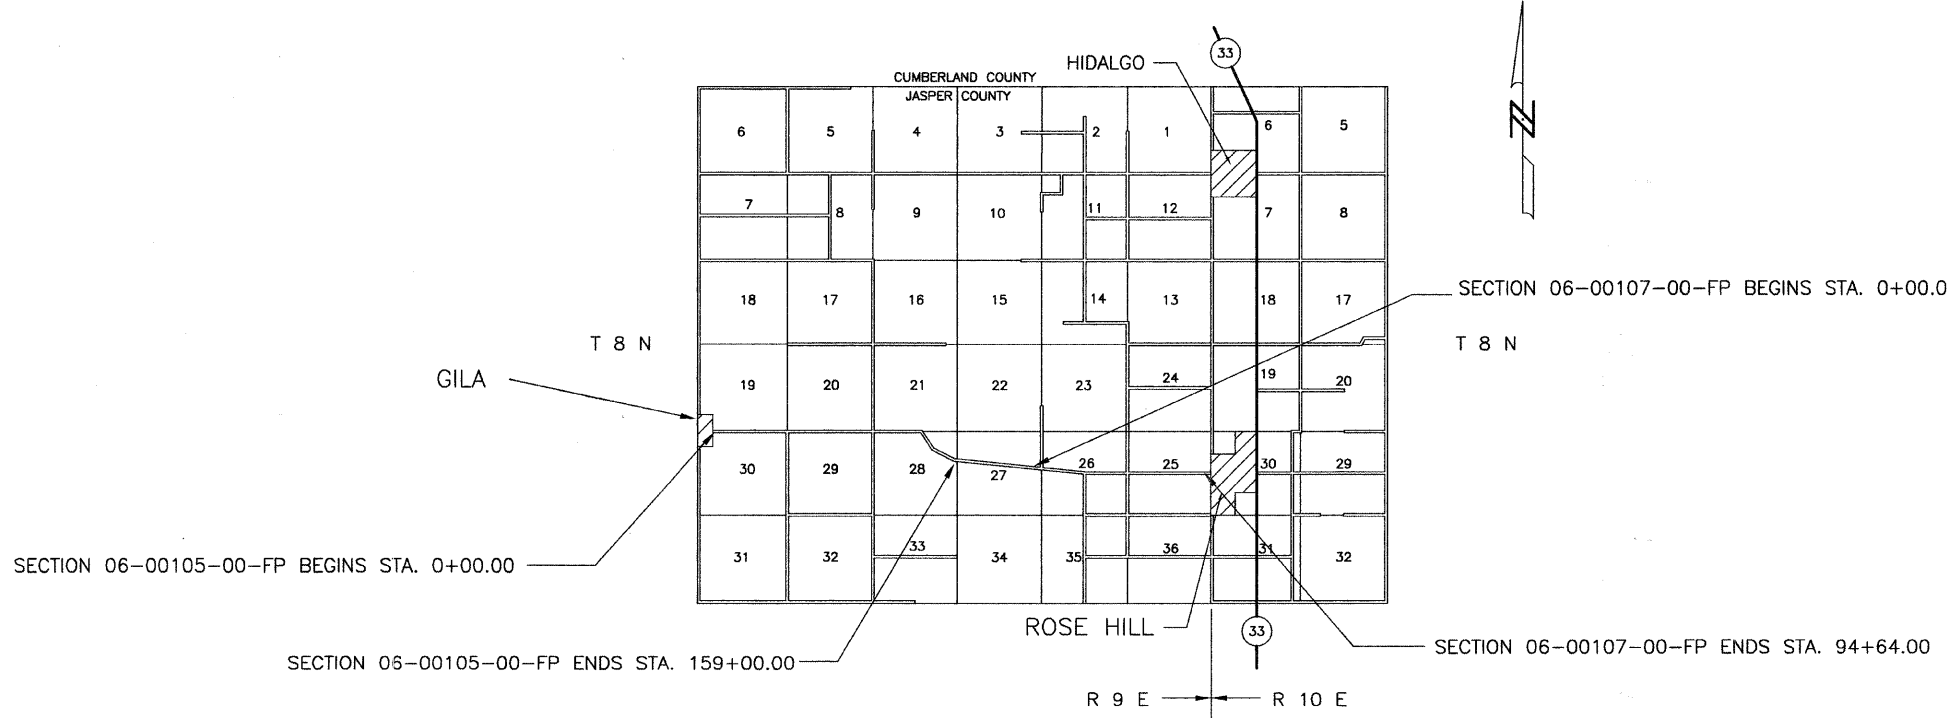 33
HIDALGO
CUMBERLAND COUNTY
JASPER COUNTY
N
6 5 4 3 2 1 6 5
7 8 9 10 11 12 7 8
18 17 16 15 14 13 18 17
SECTION 06-00107-00-FP BEGINS STA. 0+00.0
T 8 N
T 8 N
GILA
19 20 21 22 23 24 19 20
30 29 28 27 26 25 30 29
31 32 33 34 35 36 31 32
SECTION 06-00105-00-FP BEGINS STA. 0+00.00
ROSE HILL
33
SECTION 06-00107-00-FP ENDS STA. 94+64.00
SECTION 06-00105-00-FP ENDS STA. 159+00.00
R 9 E
R 10 E